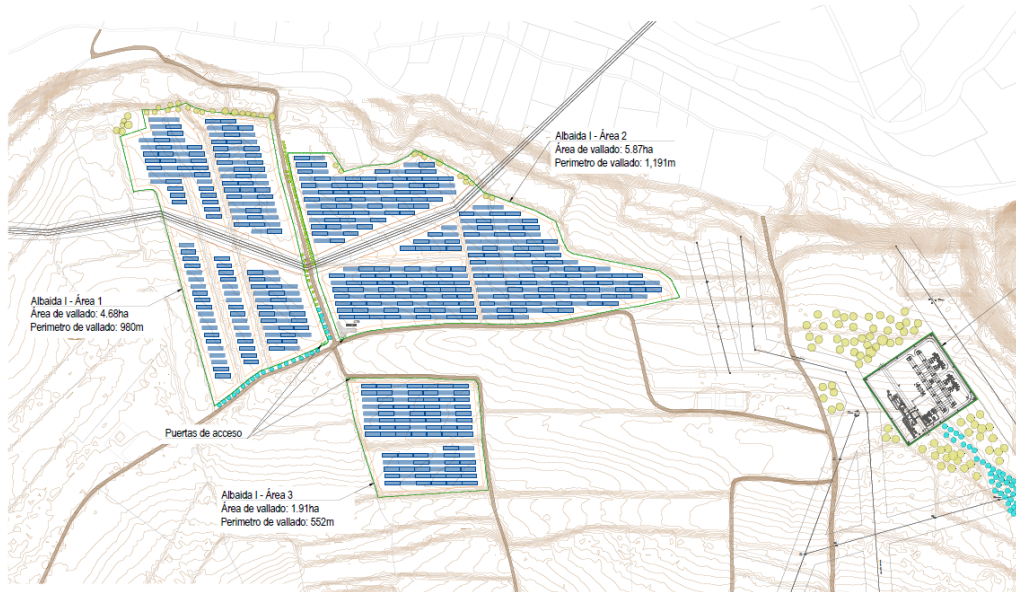 Albaida I - Área 2
Área de vallado: 5.87ha
Perimetro de vallado: 1,191m
Albaida I - Área 1
Área de vallado: 4.68ha
Perimetro de vallado: 980m
Puertas de acceso
Albaida I - Área 3
Área de vallado: 1.91ha
Perimetro de vallado: 552m